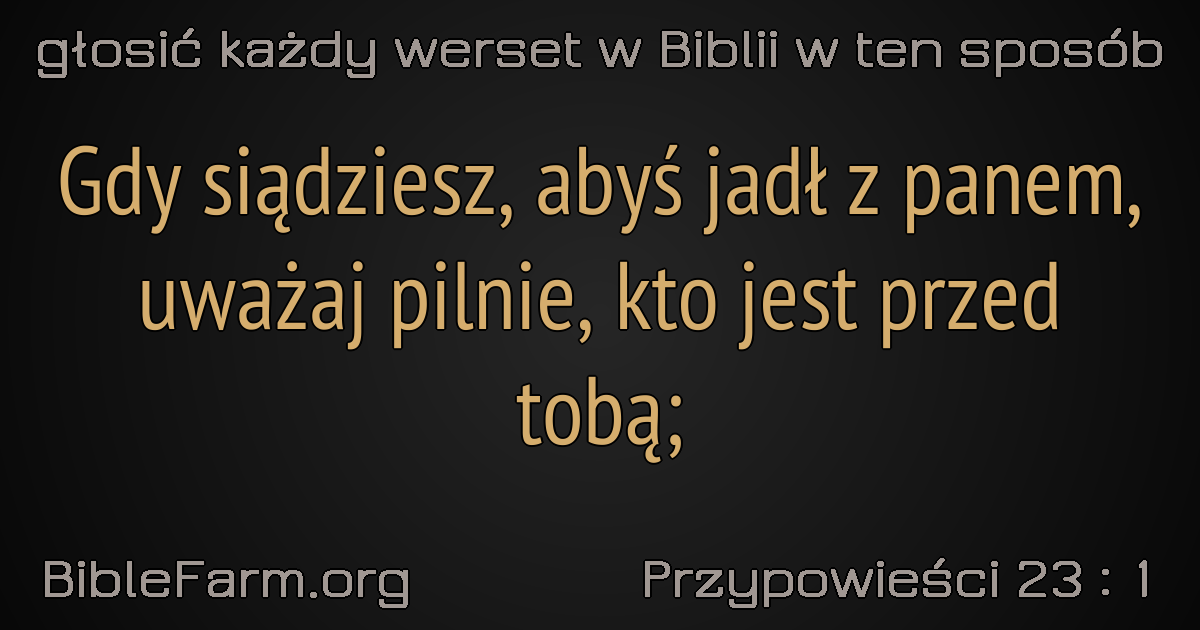 głosić każdy werset w Biblii w ten sposób
Gdy siądziesz, abyś jadł z panem,
uważaj pilnie, kto jest przed
tobą;
BibleFarm.org
Przypowieści 23 : 1